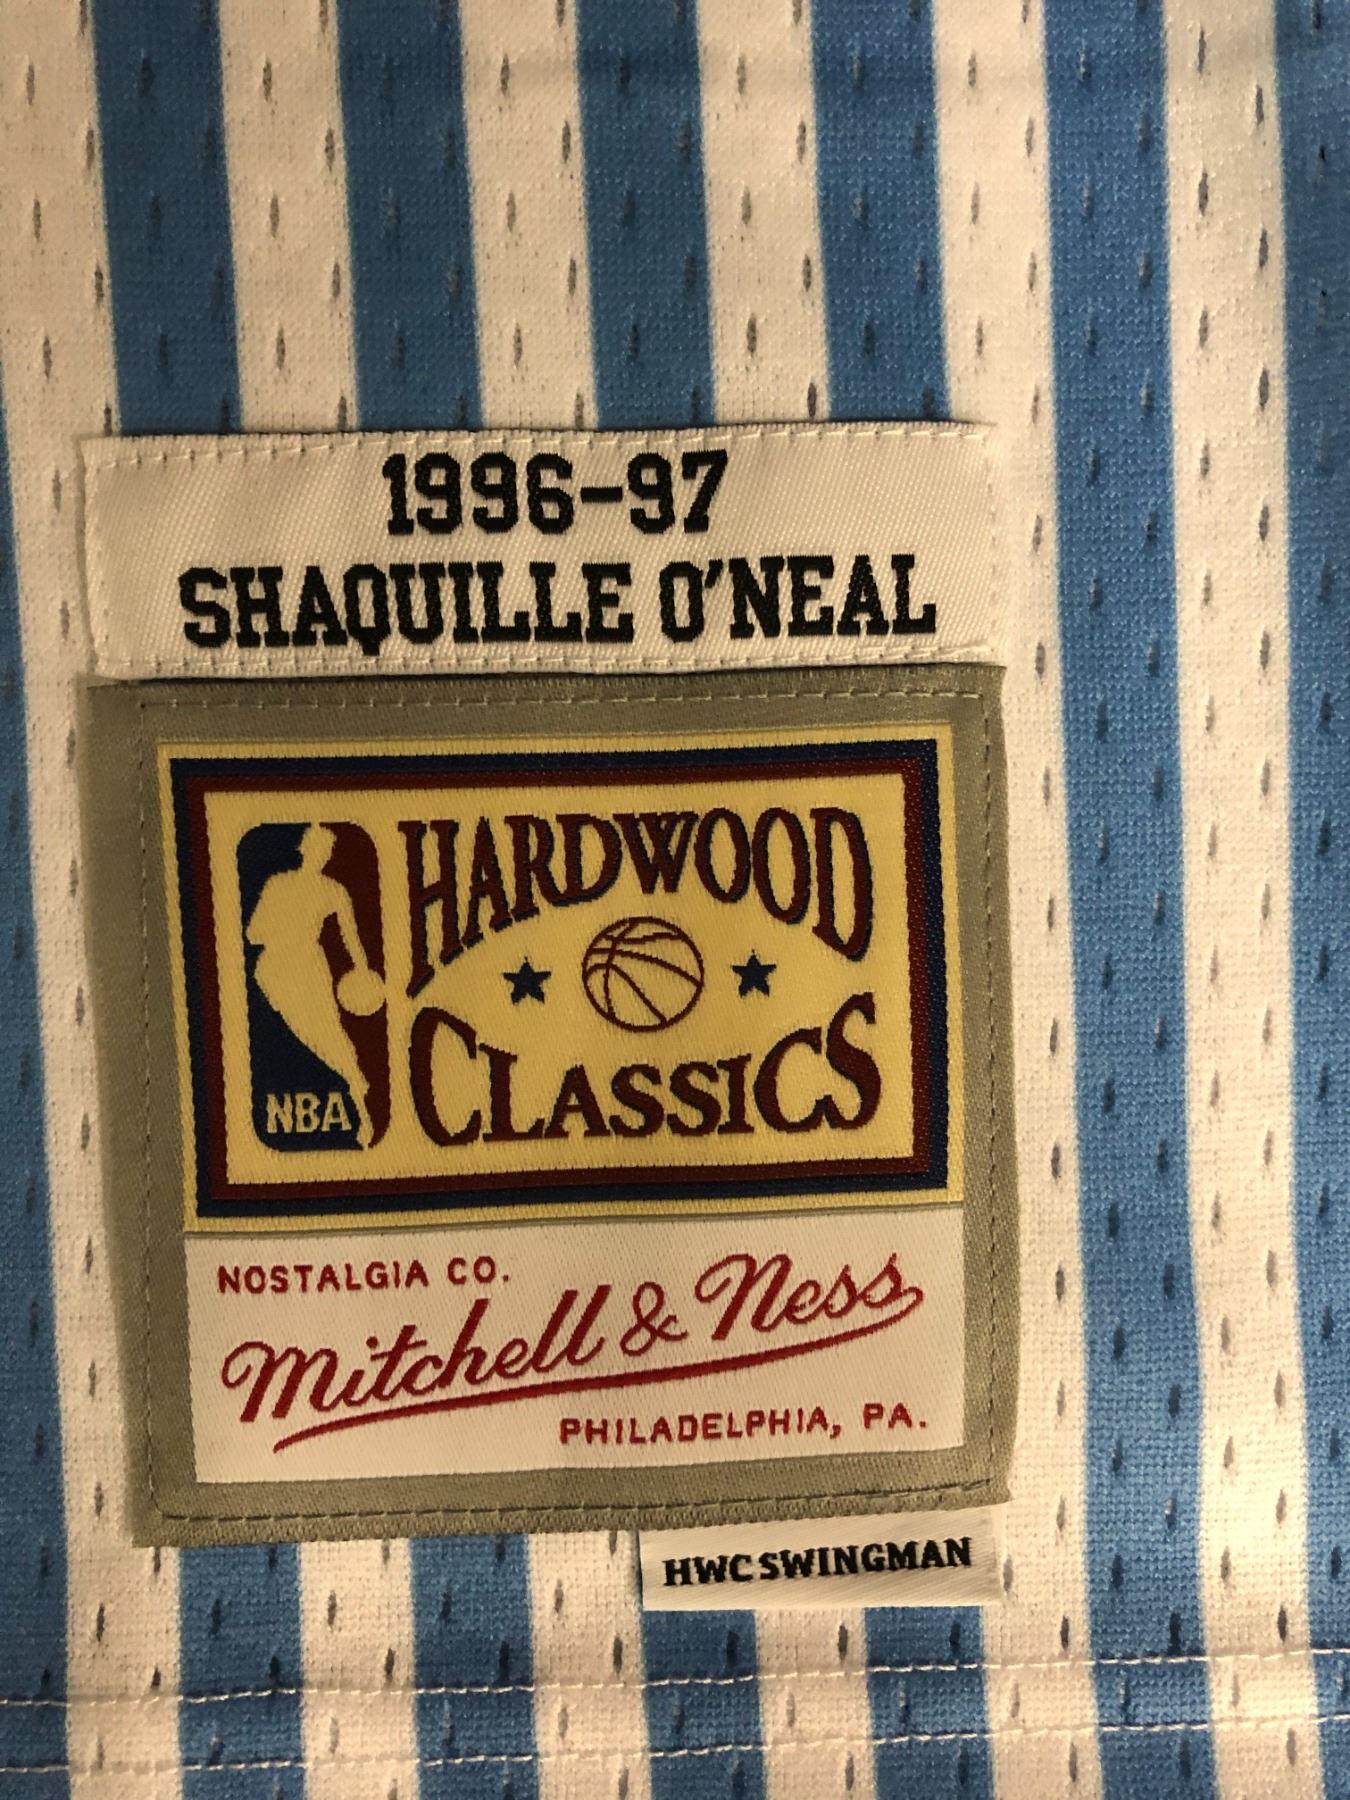 1996-97
SHAQUILLE O'NEAL
HARDWOOD
CLASSICS
NBA
NOSTALGIA CO.
Mitchell & Ness
PHILADELPHIA, PA.
HWC SWINGMAN